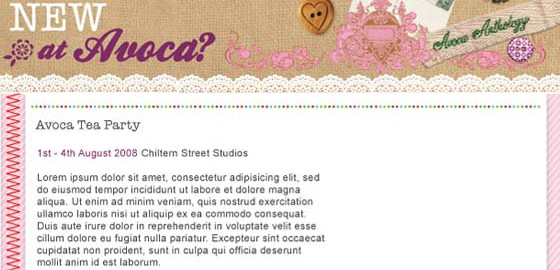 NEW
at Avoca?
Avoca Anthology
Avoca Tea Party
1st - 4th August 2008 Chiltern Street Studios
Lorem ipsum dolor sit amet, consectetur adipisicing elit, sed
do eiusmod tempor incididunt ut labore et dolore magna
aliqua. Ut enim ad minim veniam, quis nostrud exercitation
ullamco laboris nisi ut aliquip ex ea commodo consequat.
Duis aute irure dolor in reprehenderit in voluptate velit esse
cillum dolore eu fugiat nulla pariatur. Excepteur sint occaecat
cupidatat non proident, sunt in culpa qui officia deserunt
mollit anim id est laborum.